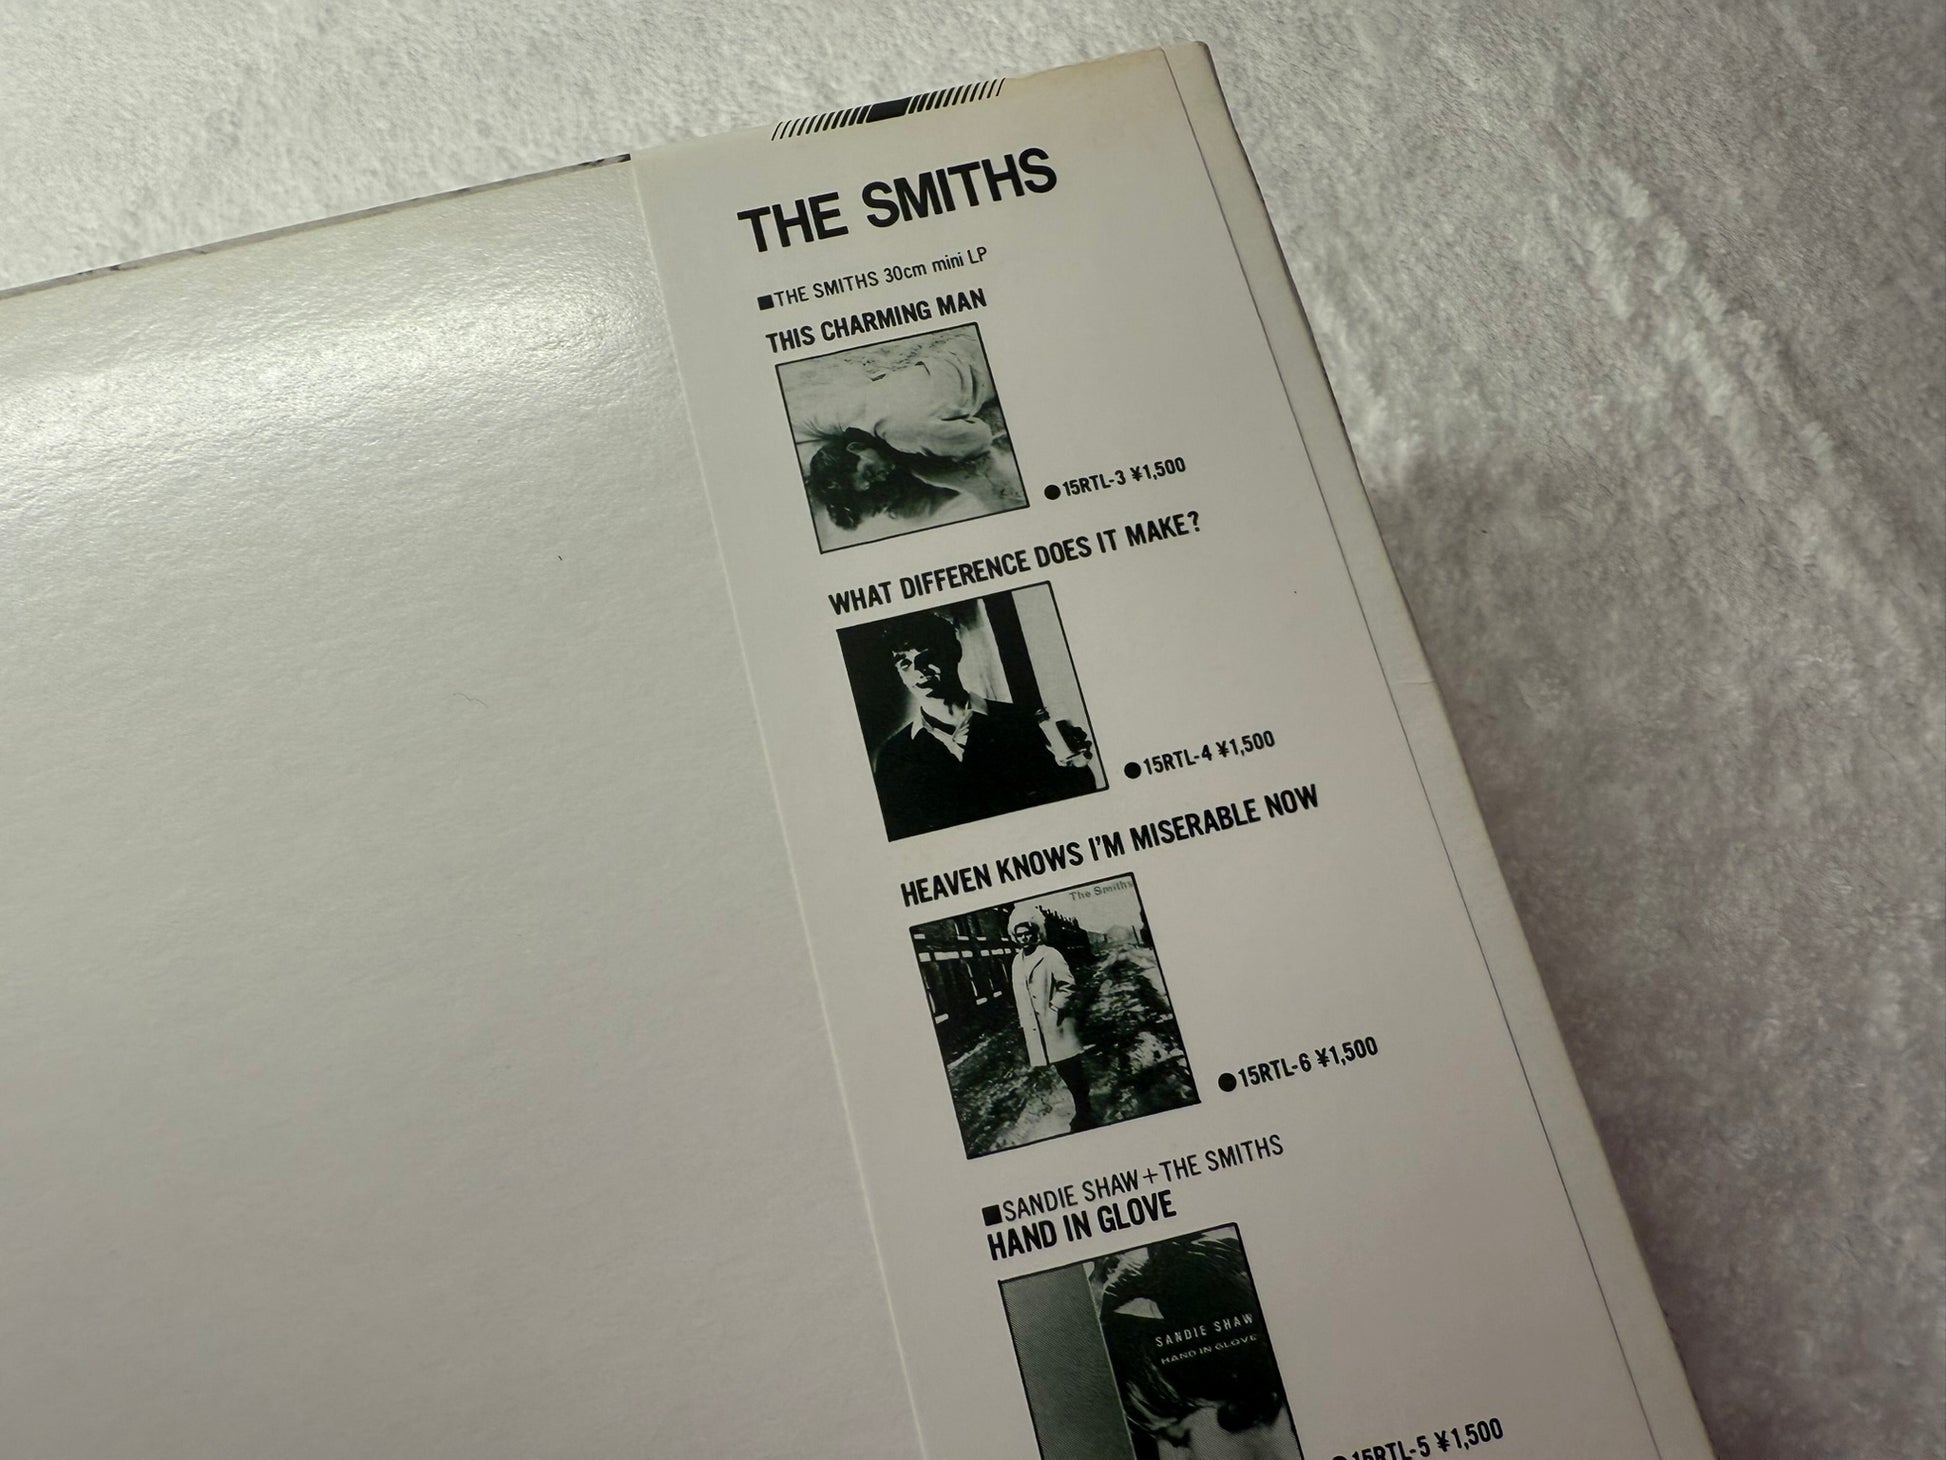 THE SMITHS
■THE SMITHS 30cm mini LP
THIS CHARMING MAN
●15RTL-3 ¥1,500
WHAT DIFFERENCE DOES IT MAKE?
●15RTL-4 ¥1,500
HEAVEN KNOWS I'M MISERABLE NOW
The Smiths
●15RTL-6 ¥1,500
■SANDIE SHAW+THE SMITHS
HAND IN GLOVE
SANDIE SHAW
HAND IN GLOVE
●15RTL-5 ¥1,500